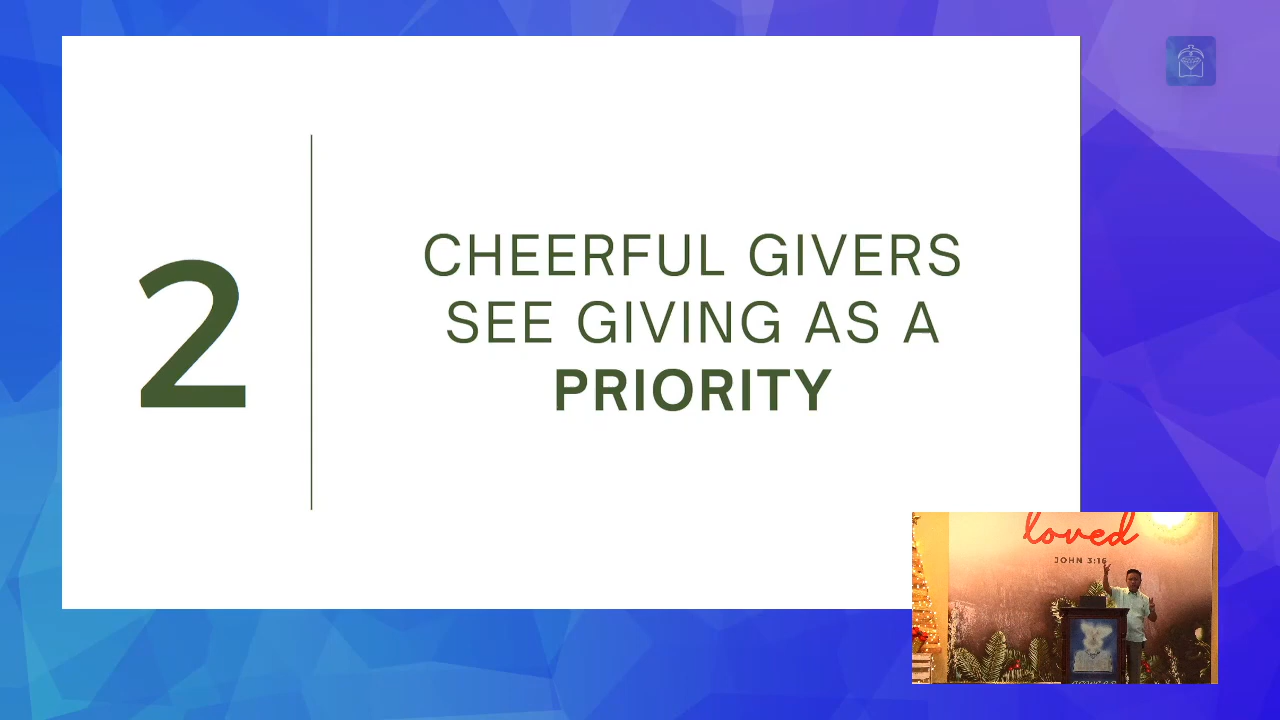 2
CHEERFUL GIVERS
SEE GIVING AS A
PRIORITY
loved
JOHN 3:16